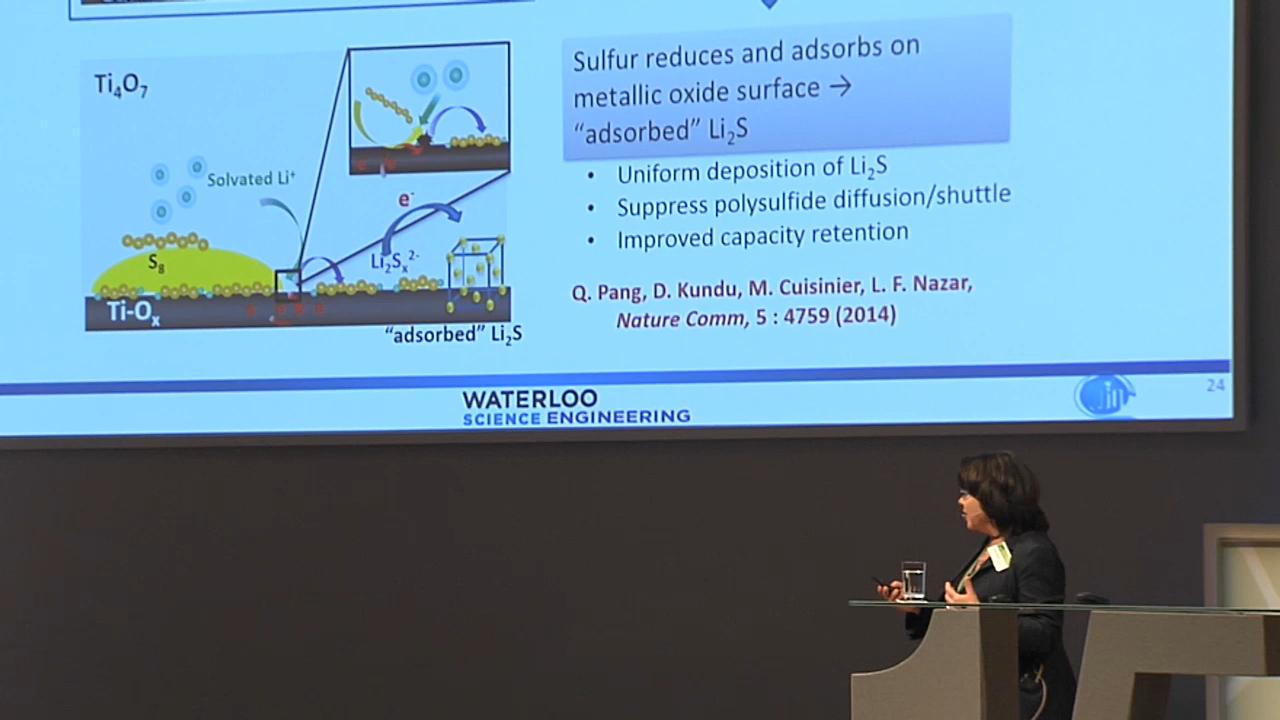 Ti₄O₇
Solvated Li⁺
e⁻
S₈
Li₂Sₓ²⁻
Ti-Oₓ
“adsorbed” Li₂S
Sulfur reduces and adsorbs on
metallic oxide surface →
“adsorbed” Li₂S
• Uniform deposition of Li₂S
• Suppress polysulfide diffusion/shuttle
• Improved capacity retention
Q. Pang, D. Kundu, M. Cuisinier, L. F. Nazar,
Nature Comm, 5 : 4759 (2014)
WATERLOO
SCIENCE ENGINEERING
24